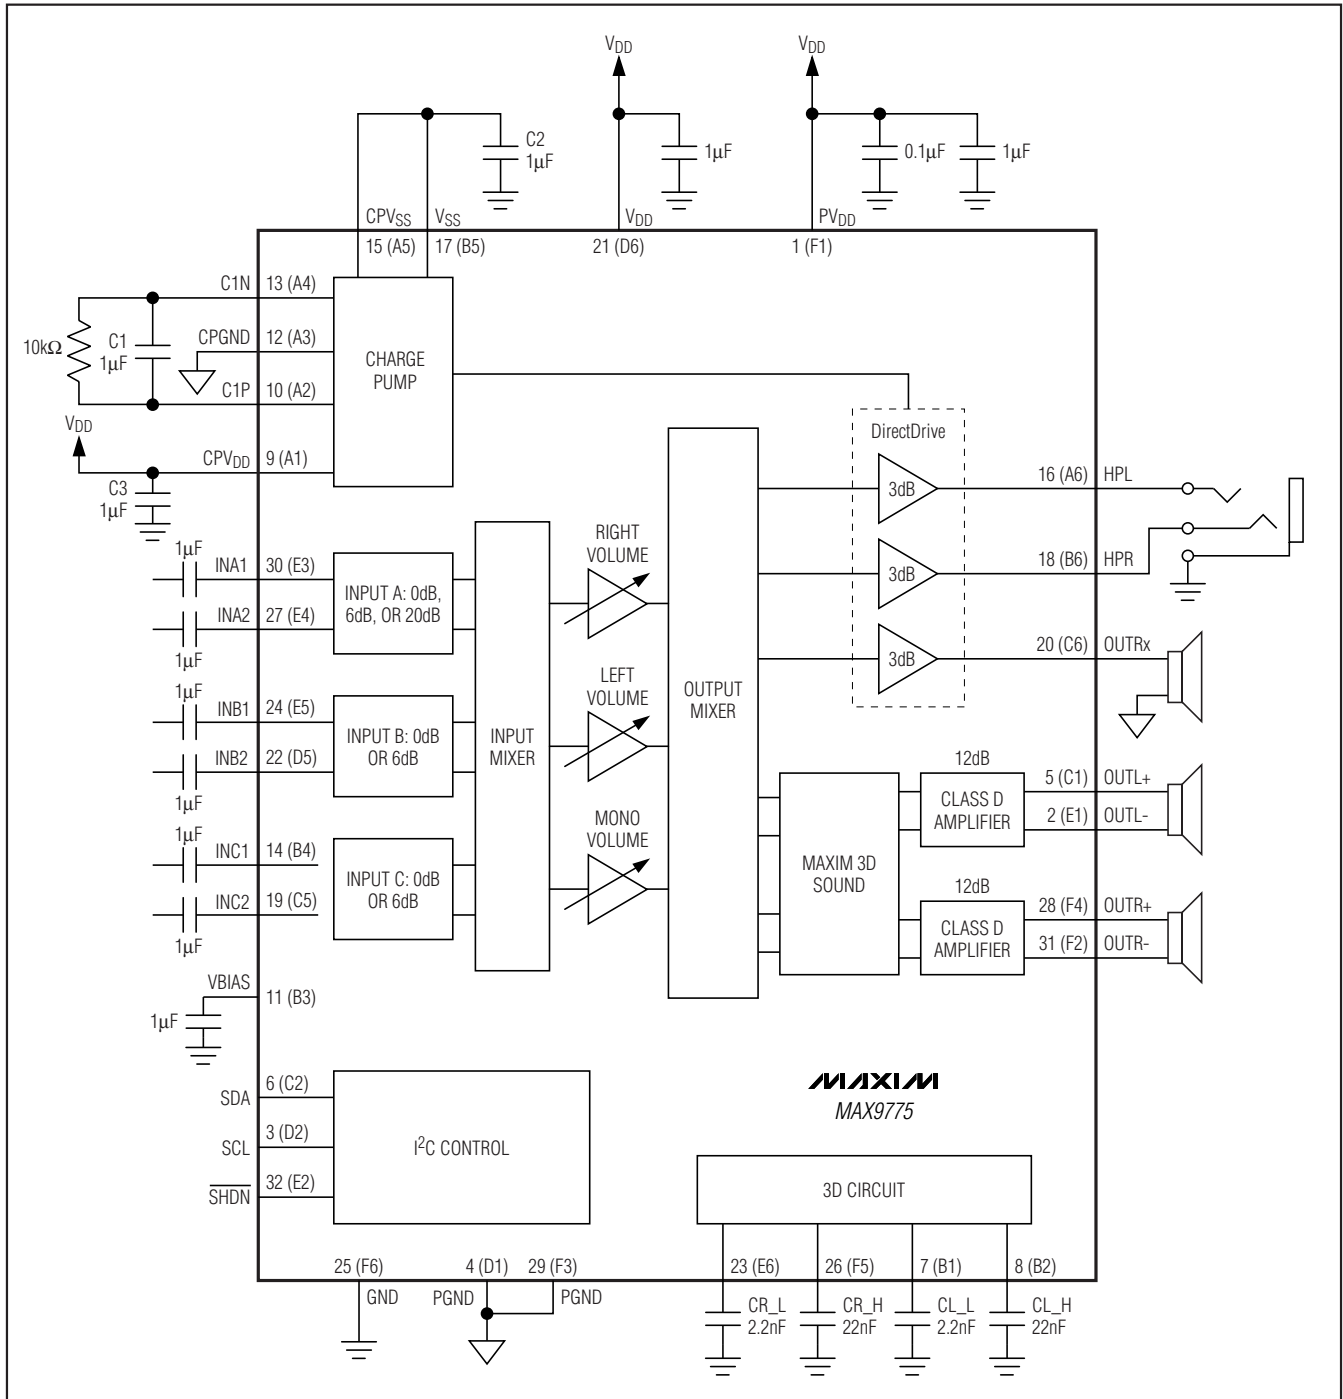 VDD
VDD
C2
1µF
1µF
0.1µF
1µF
CPVSS
VSS
VDD
PVDD
15 (A5)
17 (B5)
21 (D6)
1 (F1)
C1N
13 (A4)
10kΩ
C1
1µF
CPGND
12 (A3)
CHARGE
PUMP
C1P
10 (A2)
VDD
CPVDD
9 (A1)
C3
1µF
DirectDrive
3dB
16 (A6)
HPL
3dB
18 (B6)
HPR
3dB
20 (C6)
OUTRx
1µF
INA1
30 (E3)
INPUT A: 0dB,
6dB, OR 20dB
INA2
27 (E4)
1µF
RIGHT
VOLUME
1µF
INB1
24 (E5)
INPUT B: 0dB
OR 6dB
INB2
22 (D5)
1µF
INPUT
MIXER
LEFT
VOLUME
OUTPUT
MIXER
1µF
INC1
14 (B4)
INPUT C: 0dB
OR 6dB
INC2
19 (C5)
1µF
MONO
VOLUME
MAXIM 3D
SOUND
12dB
CLASS D
AMPLIFIER
5 (C1)
OUTL+
2 (E1)
OUTL-
12dB
CLASS D
AMPLIFIER
28 (F4)
OUTR+
31 (F2)
OUTR-
VBIAS
11 (B3)
1µF
SDA
6 (C2)
SCL
3 (D2)
SHDN
32 (E2)
I2C CONTROL
MAXIM
MAX9775
3D CIRCUIT
25 (F6)
GND
4 (D1)
PGND
29 (F3)
PGND
23 (E6)
26 (F5)
7 (B1)
8 (B2)
CR_L
2.2nF
CR_H
22nF
CL_L
2.2nF
CL_H
22nF